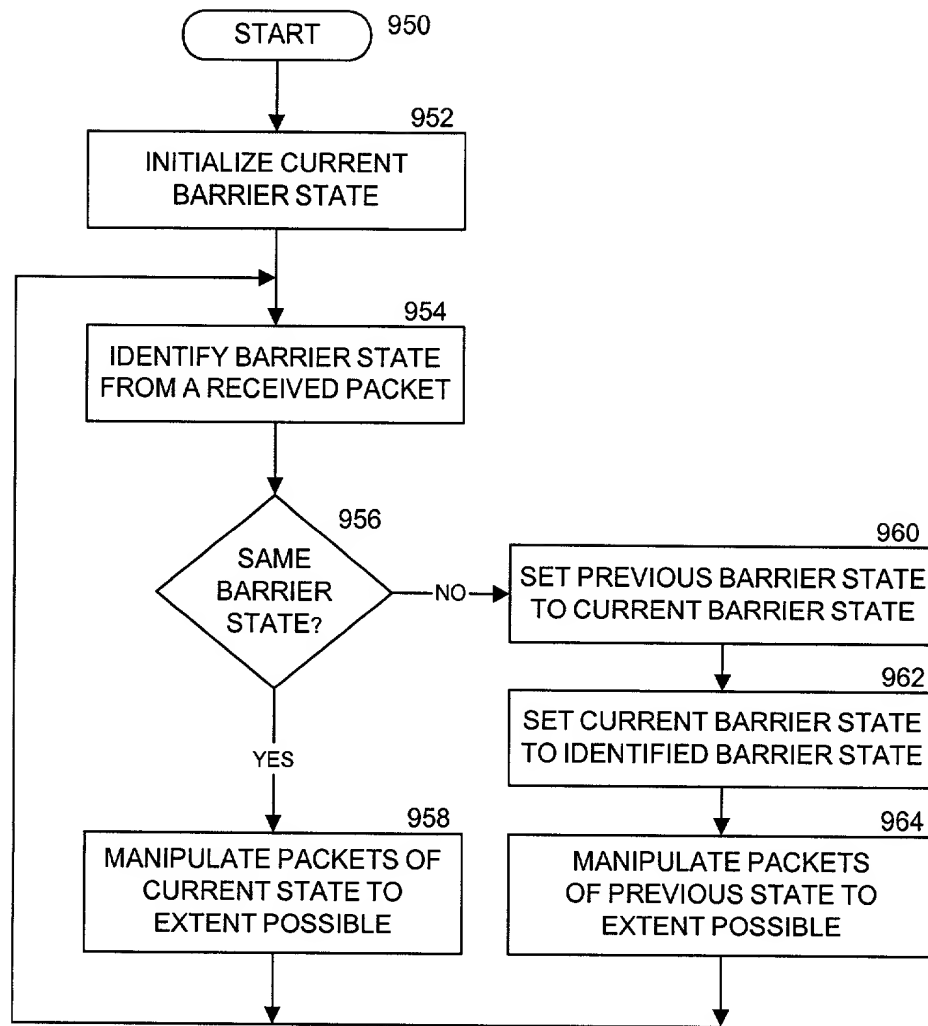 START
950
952
INITIALIZE CURRENT
BARRIER STATE
954
IDENTIFY BARRIER STATE
FROM A RECEIVED PACKET
956
SAME
BARRIER
STATE?
NO
960
SET PREVIOUS BARRIER STATE
TO CURRENT BARRIER STATE
962
SET CURRENT BARRIER STATE
TO IDENTIFIED BARRIER STATE
YES
958
MANIPULATE PACKETS OF
CURRENT STATE TO
EXTENT POSSIBLE
964
MANIPULATE PACKETS
OF PREVIOUS STATE TO
EXTENT POSSIBLE